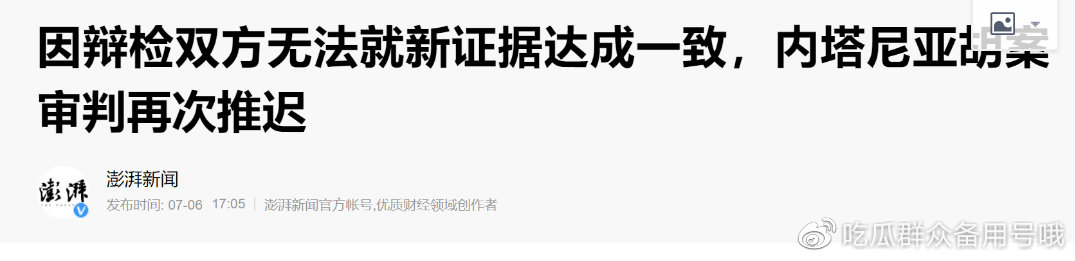 因辩检双方无法就新证据达成一致，内塔尼亚胡案
审判再次推迟
澎湃
澎湃新闻
发布时间: 07-06 17:05 | 澎湃新闻官方帐号,优质财经领域创作者
吃瓜群众备用号哦